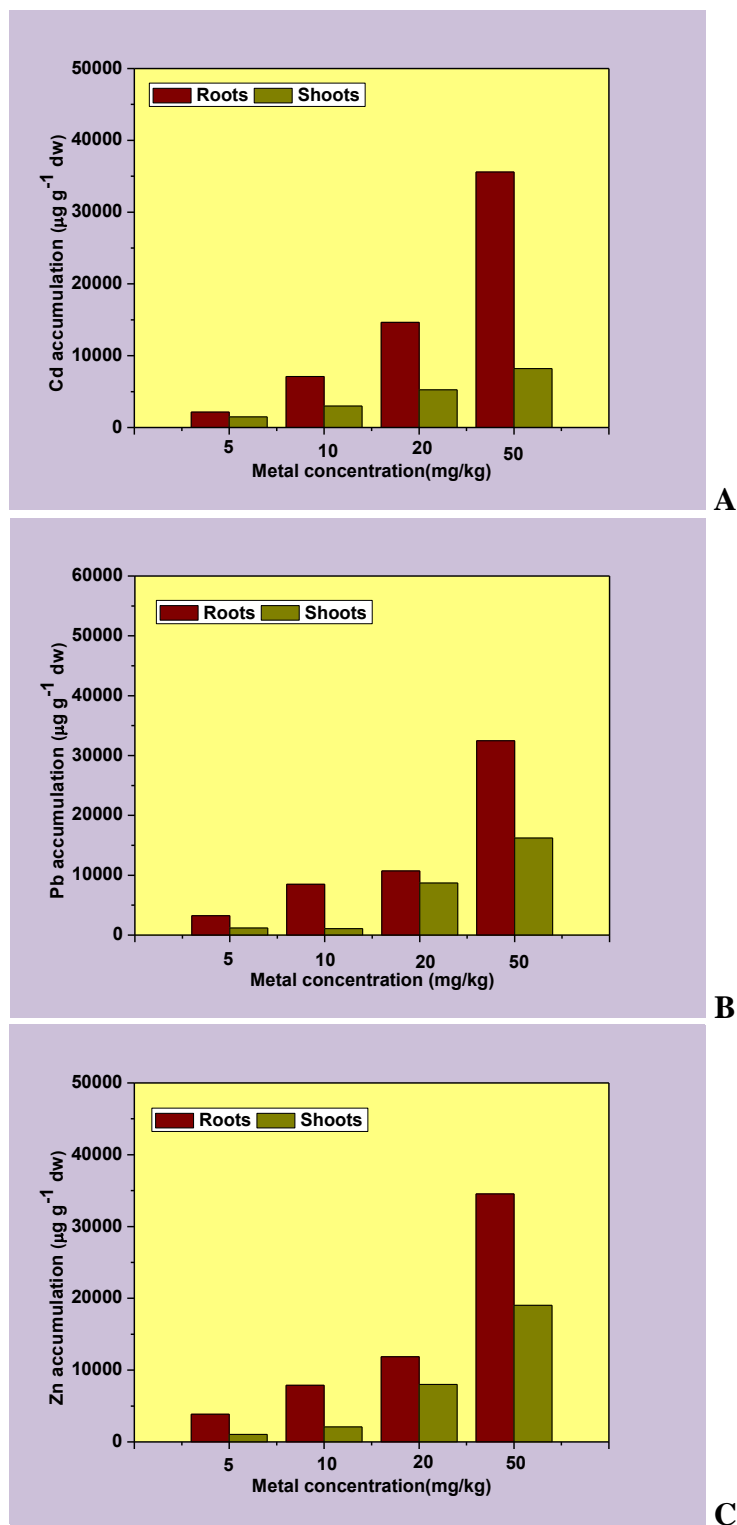 50000
40000
30000
20000
10000
0
Cd accumulation (μg g-1 dw)
Roots Shoots
5 10 20 50
Metal concentration(mg/kg)
A
60000
50000
40000
30000
20000
10000
0
Pb accumulation (μg g-1 dw)
Roots Shoots
5 10 20 50
Metal concentration (mg/kg)
B
50000
40000
30000
20000
10000
0
Zn accumulation (μg g-1 dw)
Roots Shoots
5 10 20 50
Metal concentration(mg/kg)
C